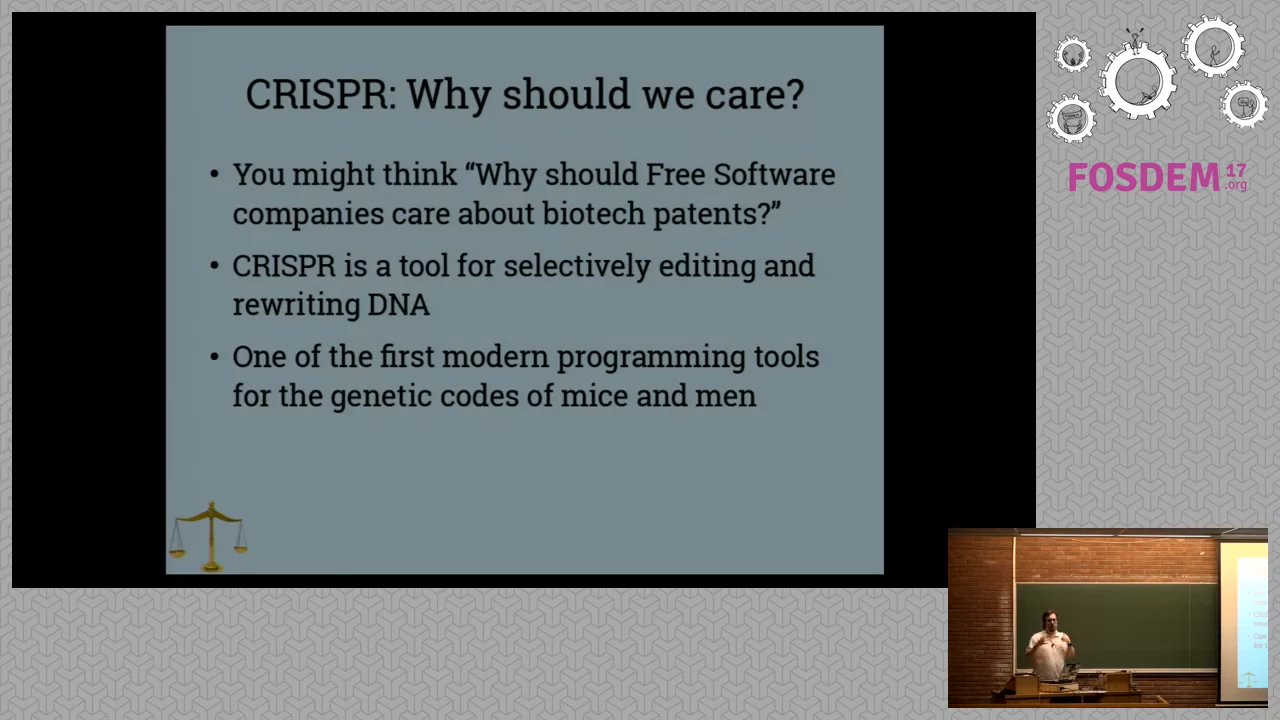 CRISPR: Why should we care?
• You might think “Why should Free Software
companies care about biotech patents?”
• CRISPR is a tool for selectively editing and
rewriting DNA
• One of the first modern programming tools
for the genetic codes of mice and men
FOSDEM 17
.org